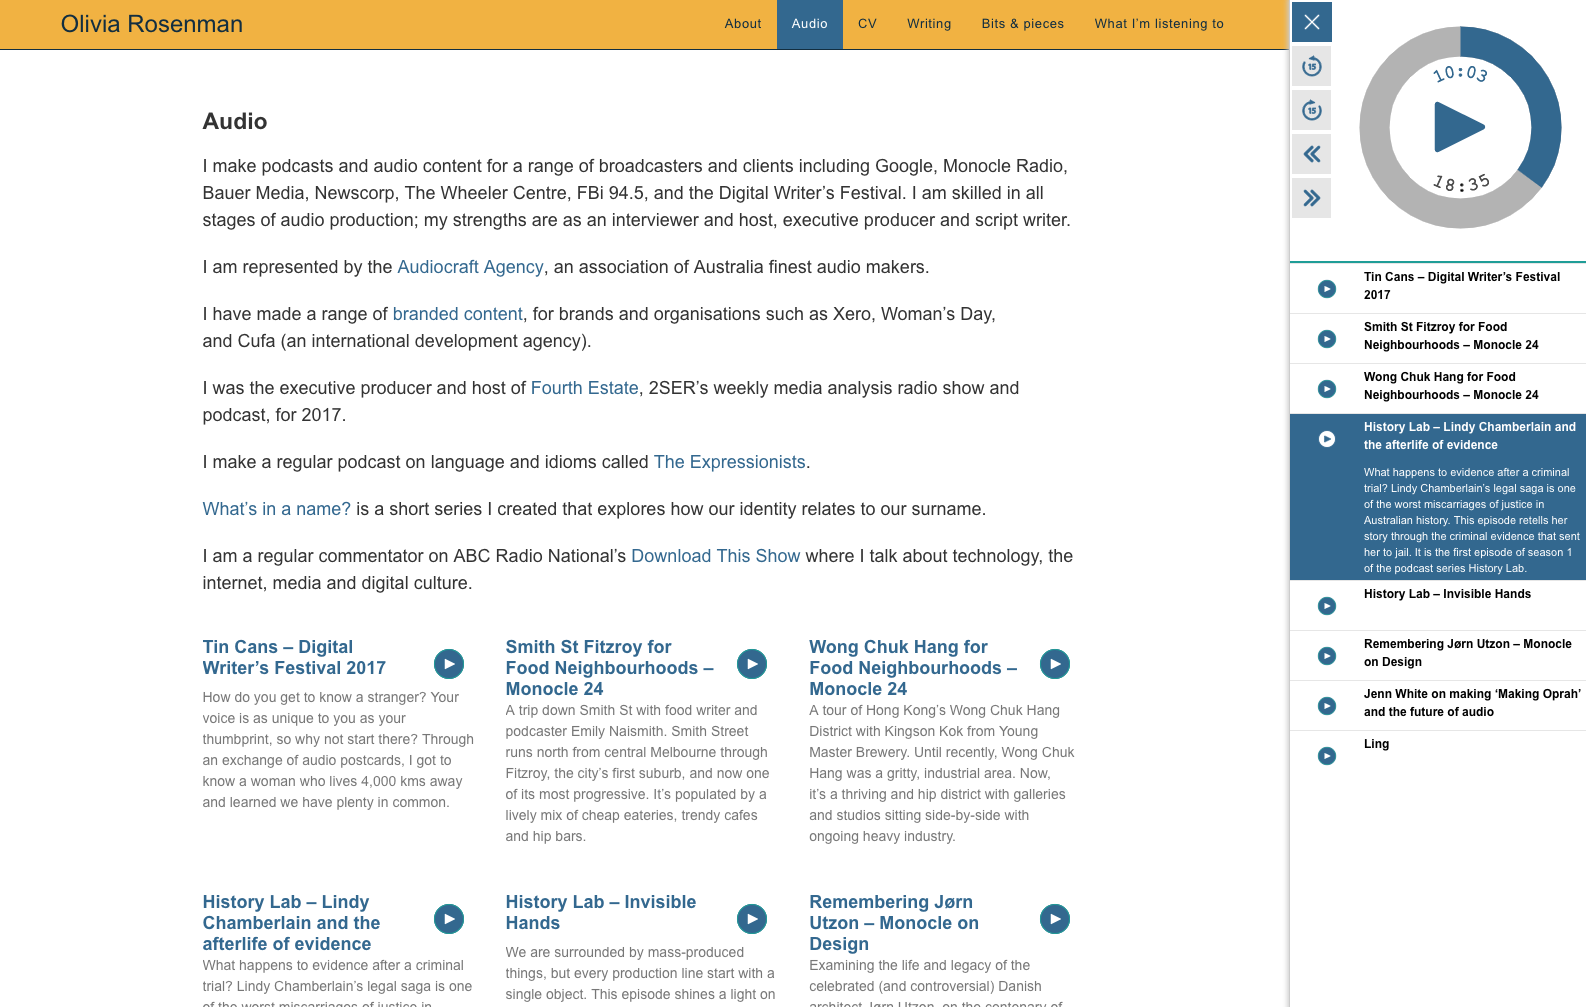 Olivia Rosenman
About
Audio
CV
Writing
Bits & pieces
What I’m listening to
Audio
I make podcasts and audio content for a range of broadcasters and clients including Google, Monocle Radio,
Bauer Media, Newscorp, The Wheeler Centre, FBi 94.5, and the Digital Writer’s Festival. I am skilled in all
stages of audio production; my strengths are as an interviewer and host, executive producer and script writer.
I am represented by the Audiocraft Agency, an association of Australia finest audio makers.
I have made a range of branded content, for brands and organisations such as Xero, Woman’s Day,
and Cufa (an international development agency).
I was the executive producer and host of Fourth Estate, 2SER’s weekly media analysis radio show and
podcast, for 2017.
I make a regular podcast on language and idioms called The Expressionists.
What’s in a name? is a short series I created that explores how our identity relates to our surname.
I am a regular commentator on ABC Radio National’s Download This Show where I talk about technology, the
internet, media and digital culture.
Tin Cans – Digital
Writer’s Festival 2017
How do you get to know a stranger? Your
voice is as unique to you as your
thumbprint, so why not start there? Through
an exchange of audio postcards, I got to
know a woman who lives 4,000 kms away
and learned we have plenty in common.
Smith St Fitzroy for
Food Neighbourhoods –
Monocle 24
A trip down Smith St with food writer and
podcaster Emily Naismith. Smith Street
runs north from central Melbourne through
Fitzroy, the city’s first suburb, and now one
of its most progressive. It’s populated by a
lively mix of cheap eateries, trendy cafes
and hip bars.
Wong Chuk Hang for
Food Neighbourhoods –
Monocle 24
A tour of Hong Kong’s Wong Chuk Hang
District with Kingson Kok from Young
Master Brewery. Until recently, Wong Chuk
Hang was a gritty, industrial area. Now,
it’s a thriving and hip district with galleries
and studios sitting side-by-side with
ongoing heavy industry.
History Lab – Lindy
Chamberlain and the
afterlife of evidence
What happens to evidence after a criminal
trial? Lindy Chamberlain’s legal saga is one
of the worst miscarriages of justice in
History Lab – Invisible
Hands
We are surrounded by mass-produced
things, but every production line start with a
single object. This episode shines a light on
Remembering Jørn
Utzon – Monocle on
Design
Examining the life and legacy of the
celebrated (and controversial) Danish
architect Jørn Utzon, on the centenary of
15
15
10:03
18:35
Tin Cans – Digital Writer’s Festival
2017
Smith St Fitzroy for Food
Neighbourhoods – Monocle 24
Wong Chuk Hang for Food
Neighbourhoods – Monocle 24
History Lab – Lindy Chamberlain and
the afterlife of evidence
What happens to evidence after a criminal
trial? Lindy Chamberlain’s legal saga is one
of the worst miscarriages of justice in
Australian history. This episode retells her
story through the criminal evidence that sent
her to jail. It is the first episode of season 1
of the podcast series History Lab.
History Lab – Invisible Hands
Remembering Jørn Utzon – Monocle
on Design
Jenn White on making ‘Making Oprah’
and the future of audio
Ling